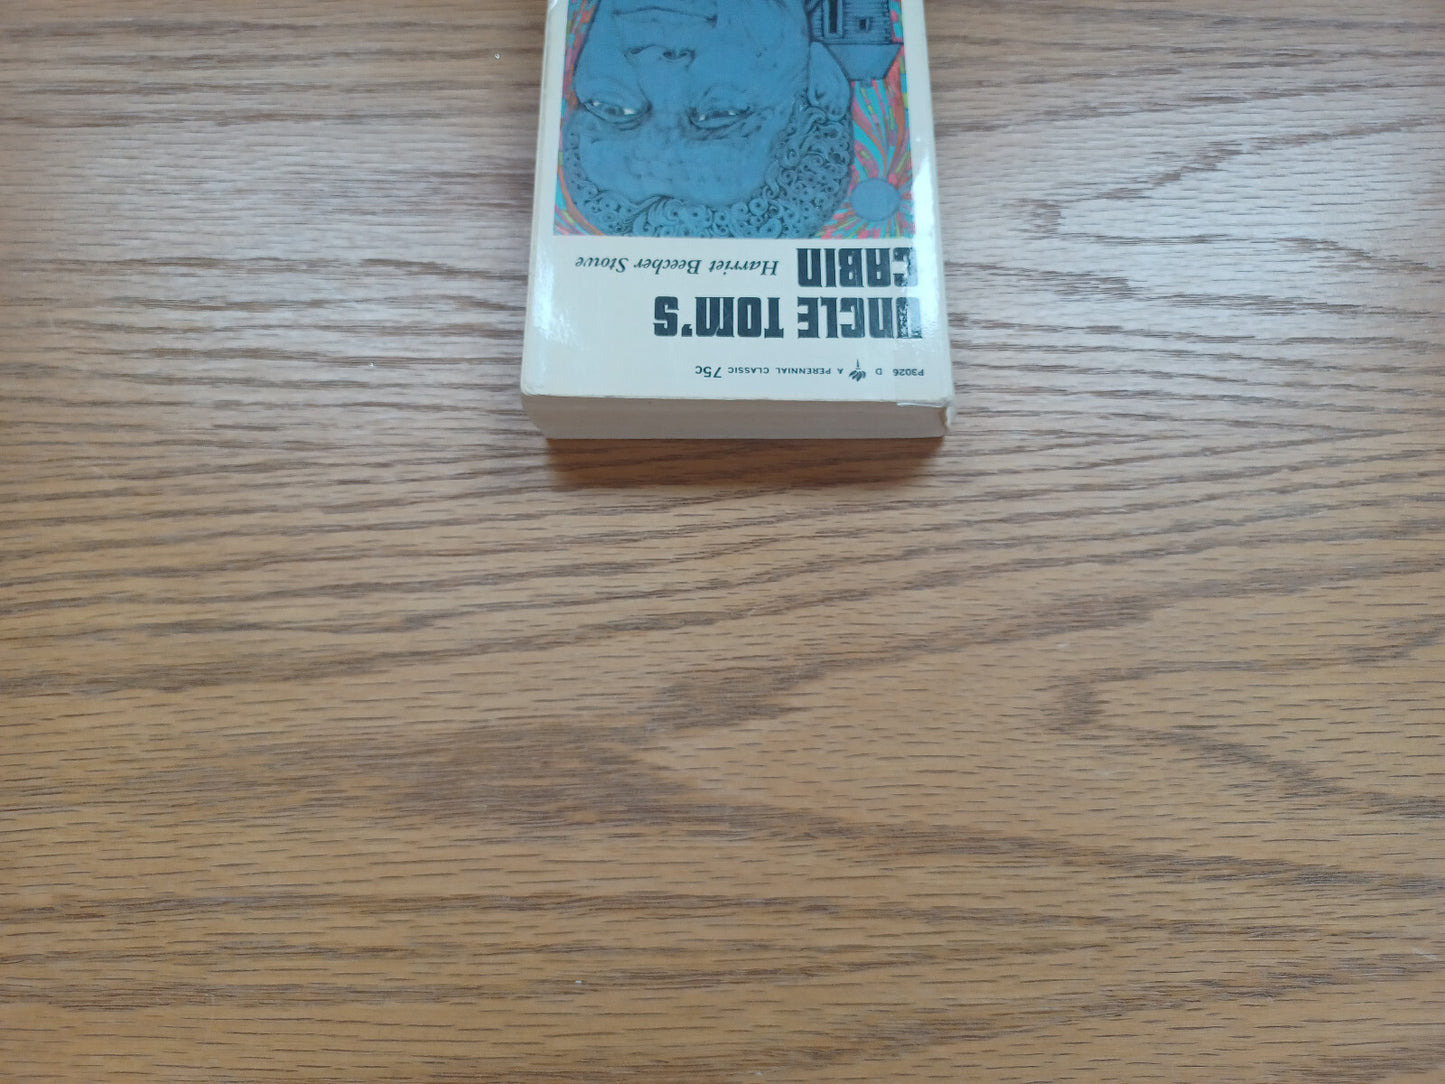 P3026 D A PERENNIAL CLASSIC 75c
UNCLE TOM'S
CABIN Harriet Beecher Stowe